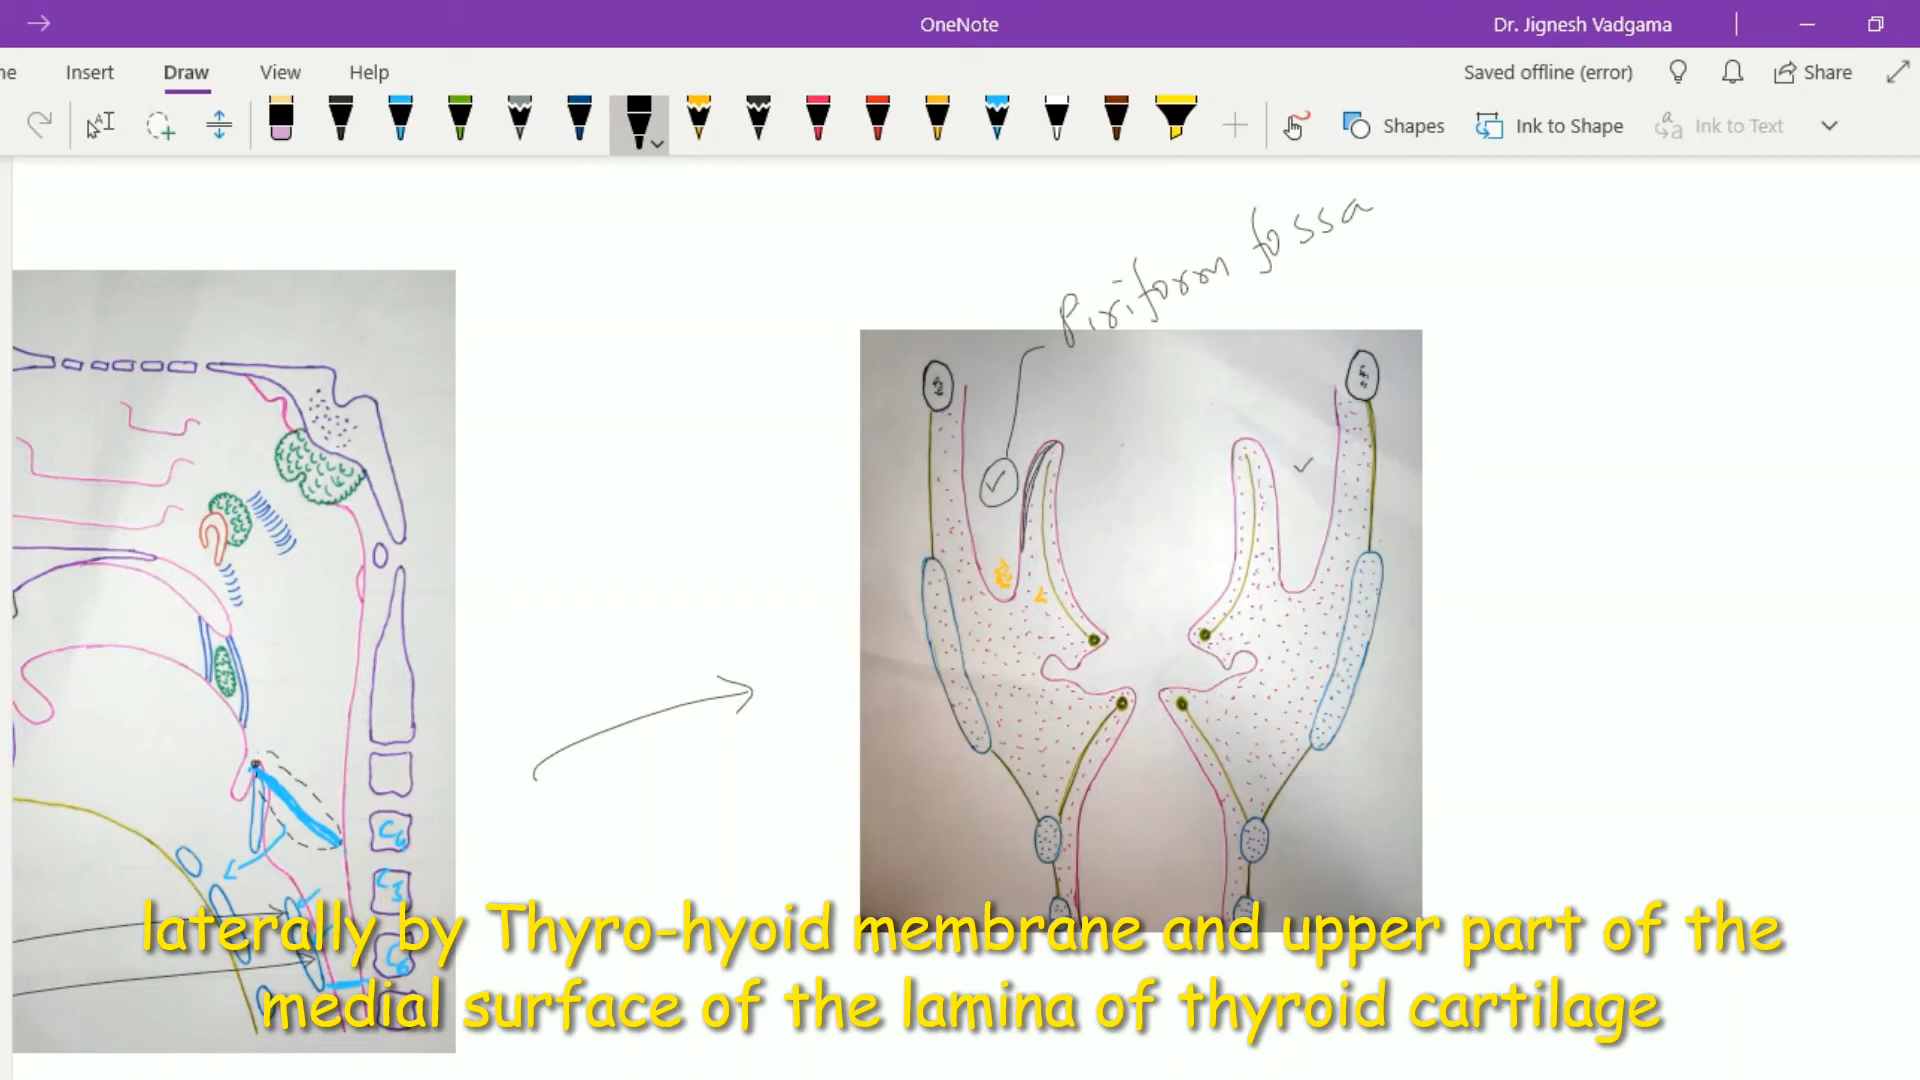 OneNote
Dr. Jignesh Vadgama
ne
Insert
Draw
View
Help
Saved offline (error)
Share
Shapes
Ink to Shape
Ink to Text
Piriform fossa
laterally by Thyro-hyoid membrane and upper part of the
medial surface of the lamina of thyroid cartilage